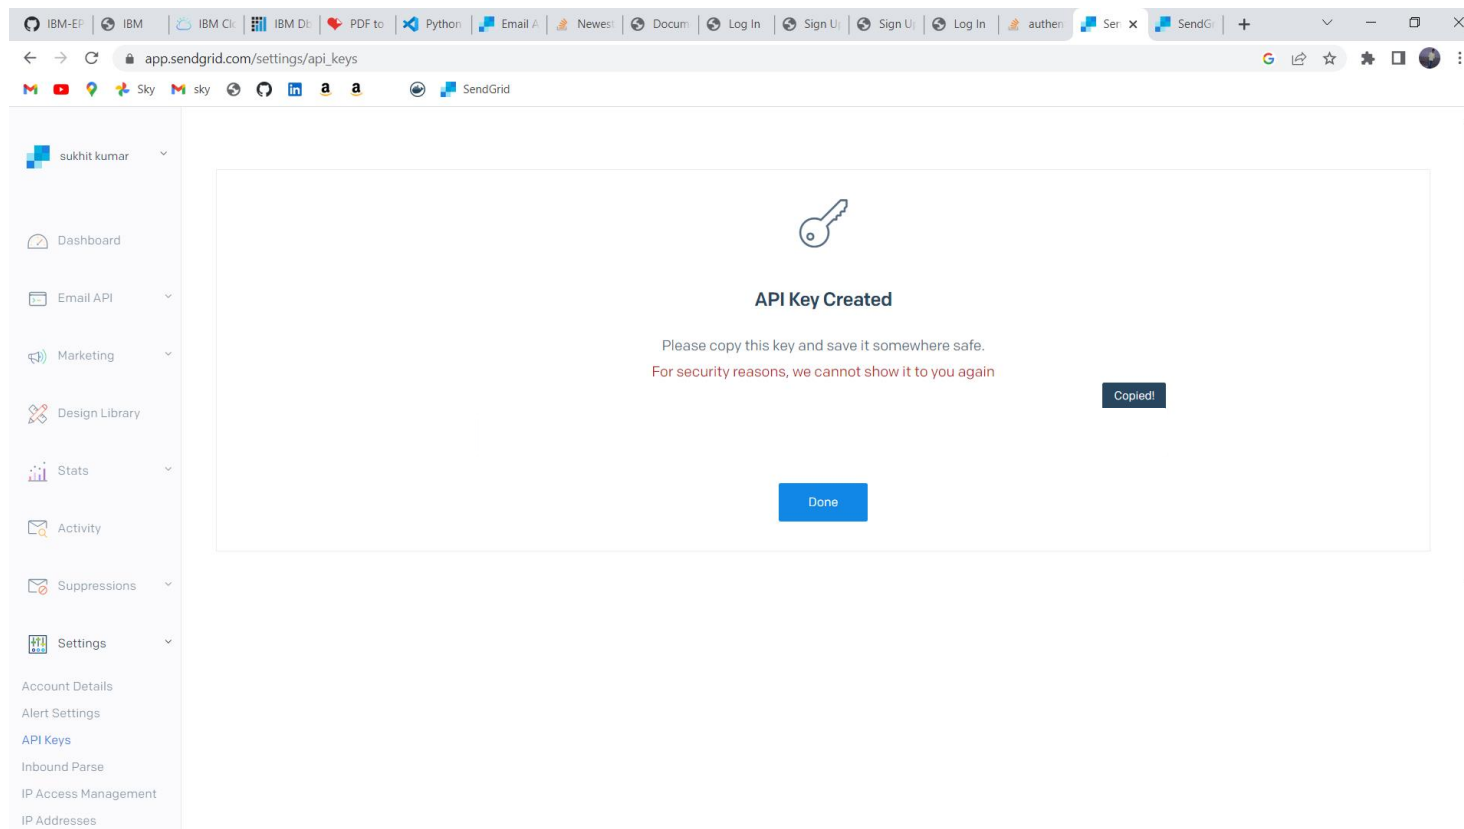 IBM-EP IBM IBM Clc IBM Db PDF to Python Email A Newest Docum Log In Sign U Sign U Log In authen Ser SendG
app.sendgrid.com/settings/api_keys
Sky sky SendGrid
sukhit kumar
Dashboard
Email API
Marketing
Design Library
Stats
Activity
Suppressions
Settings
Account Details
Alert Settings
API Keys
Inbound Parse
IP Access Management
IP Addresses
API Key Created
Please copy this key and save it somewhere safe.
For security reasons, we cannot show it to you again
Copied!
Done